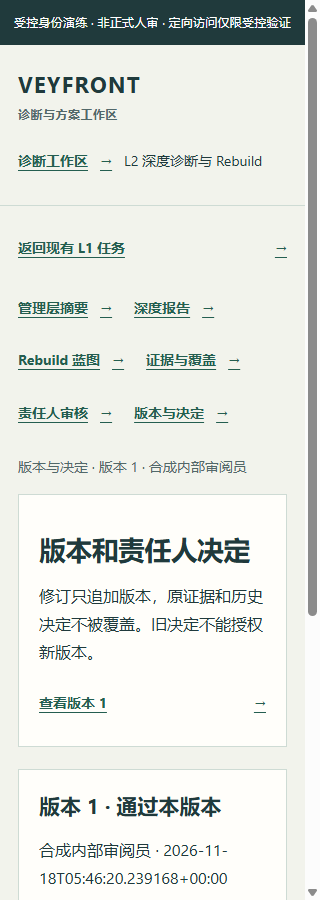 受控身份演练 · 非正式人审 · 定向访问仅限受控验证
VEYFRONT
诊断与方案工作区
诊断工作区 → L2 深度诊断与 Rebuild
返回现有 L1 任务 →
管理层摘要 → 深度报告 →
Rebuild 蓝图 → 证据与覆盖 →
责任人审核 → 版本与决定 →
版本与决定 · 版本 1 · 合成内部审阅员
版本和责任人决定
修订只追加版本，原证据和历史
决定不被覆盖。旧决定不能授权
新版本。
查看版本 1 →
版本 1 · 通过本版本
合成内部审阅员 · 2026-11-
18T05:46:20.239168+00:00